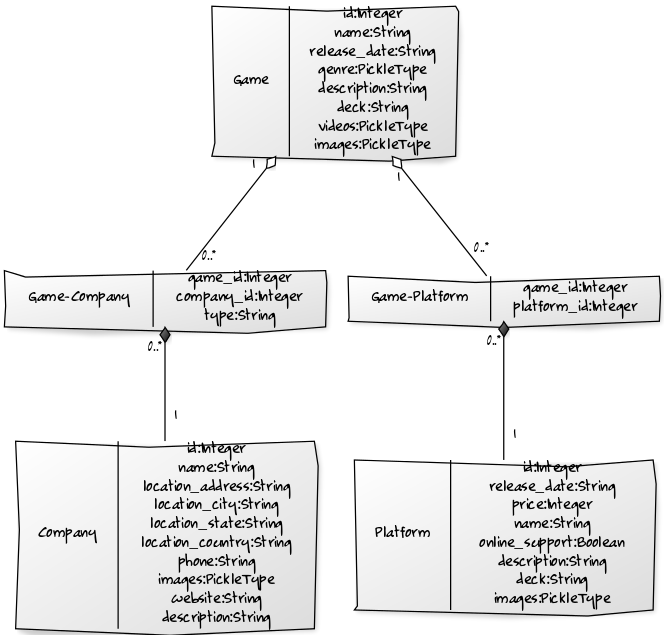 Game
id:Integer
name:String
release_date:String
genre:PickleType
description:String
deck:String
videos:PickleType
images:PickleType
1
1
0..*
0..*
Game-Company
game_id:Integer
company_id:Integer
type:String
Game-Platform
game_id:Integer
platform_id:Integer
0..*
0..*
1
1
Company
id:Integer
name:String
location_address:String
location_city:String
location_state:String
location_country:String
phone:String
images:PickleType
website:String
description:String
Platform
id:Integer
release_date:String
price:Integer
name:String
online_support:Boolean
description:String
deck:String
images:PickleType